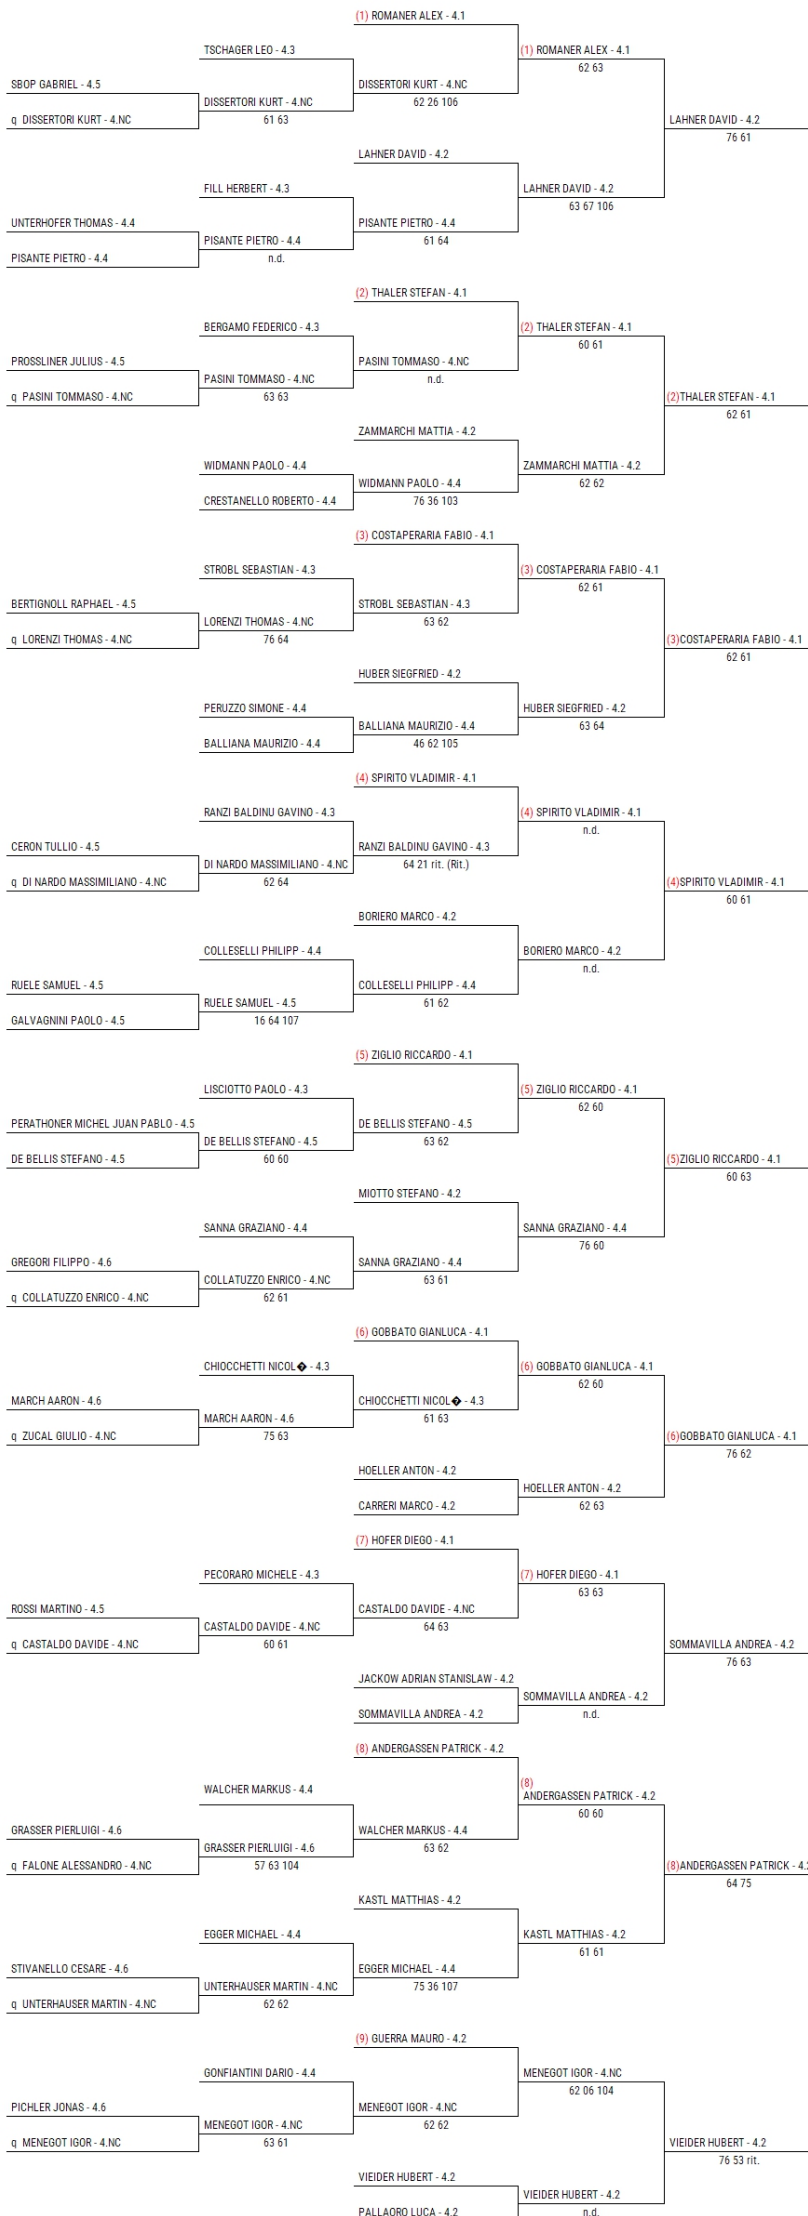 (1) ROMANER ALEX - 4.1
TSCHAGER LEO - 4.3
(1) ROMANER ALEX - 4.1
62 63
SBOP GABRIEL - 4.5
DISSERTORI KURT - 4.NC
DISSERTORI KURT - 4.NC
62 26 106
q DISSERTORI KURT - 4.NC
61 63
LAHNER DAVID - 4.2
76 61
LAHNER DAVID - 4.2
FILL HERBERT - 4.3
LAHNER DAVID - 4.2
63 67 106
UNTERHOFER THOMAS - 4.4
PISANTE PIETRO - 4.4
PISANTE PIETRO - 4.4
61 64
PISANTE PIETRO - 4.4
n.d.
(2) THALER STEFAN - 4.1
BERGAMO FEDERICO - 4.3
(2) THALER STEFAN - 4.1
60 61
PROSSLINER JULIUS - 4.5
PASINI TOMMASO - 4.NC
PASINI TOMMASO - 4.NC
n.d.
q PASINI TOMMASO - 4.NC
63 63
(2)THALER STEFAN - 4.1
62 61
ZAMMARCHI MATTIA - 4.2
WIDMANN PAOLO - 4.4
ZAMMARCHI MATTIA - 4.2
62 62
WIDMANN PAOLO - 4.4
CRESTANELLO ROBERTO - 4.4
76 36 103
(3) COSTAPERARIA FABIO - 4.1
STROBL SEBASTIAN - 4.3
(3) COSTAPERARIA FABIO - 4.1
62 61
BERTIGNOLL RAPHAEL - 4.5
STROBL SEBASTIAN - 4.3
LORENZI THOMAS - 4.NC
63 62
q LORENZI THOMAS - 4.NC
76 64
(3)COSTAPERARIA FABIO - 4.1
62 61
HUBER SIEGFRIED - 4.2
PERUZZO SIMONE - 4.4
HUBER SIEGFRIED - 4.2
63 64
BALLIANA MAURIZIO - 4.4
BALLIANA MAURIZIO - 4.4
46 62 105
(4) SPIRITO VLADIMIR - 4.1
RANZI BALDINU GAVINO - 4.3
(4) SPIRITO VLADIMIR - 4.1
n.d.
CERON TULLIO - 4.5
RANZI BALDINU GAVINO - 4.3
DI NARDO MASSIMILIANO - 4.NC
64 21 rit. (Rit.)
q DI NARDO MASSIMILIANO - 4.NC
62 64
(4)SPIRITO VLADIMIR - 4.1
60 61
BORIERO MARCO - 4.2
COLLESELLI PHILIPP - 4.4
BORIERO MARCO - 4.2
n.d.
RUELE SAMUEL - 4.5
COLLESELLI PHILIPP - 4.4
RUELE SAMUEL - 4.5
61 62
GALVAGNINI PAOLO - 4.5
16 64 107
(5) ZIGLIO RICCARDO - 4.1
LISCIOTTO PAOLO - 4.3
(5) ZIGLIO RICCARDO - 4.1
62 60
PERATHONER MICHEL JUAN PABLO - 4.5
DE BELLIS STEFANO - 4.5
DE BELLIS STEFANO - 4.5
63 62
DE BELLIS STEFANO - 4.5
60 60
(5)ZIGLIO RICCARDO - 4.1
60 63
MIOTTO STEFANO - 4.2
SANNA GRAZIANO - 4.4
SANNA GRAZIANO - 4.4
76 60
GREGORI FILIPPO - 4.6
SANNA GRAZIANO - 4.4
COLLATUZZO ENRICO - 4.NC
63 61
q COLLATUZZO ENRICO - 4.NC
62 61
(6) GOBBATO GIANLUCA - 4.1
CHIOCCHETTI NICOL� - 4.3
(6) GOBBATO GIANLUCA - 4.1
62 60
MARCH AARON - 4.6
CHIOCCHETTI NICOL� - 4.3
MARCH AARON - 4.6
61 63
q ZUCAL GIULIO - 4.NC
75 63
(6)GOBBATO GIANLUCA - 4.1
76 62
HOELLER ANTON - 4.2
HOELLER ANTON - 4.2
CARRERI MARCO - 4.2
62 63
(7) HOFER DIEGO - 4.1
PECORARO MICHELE - 4.3
(7) HOFER DIEGO - 4.1
63 63
ROSSI MARTINO - 4.5
CASTALDO DAVIDE - 4.NC
CASTALDO DAVIDE - 4.NC
64 63
q CASTALDO DAVIDE - 4.NC
60 61
SOMMAVILLA ANDREA - 4.2
76 63
JACKOW ADRIAN STANISLAW - 4.2
SOMMAVILLA ANDREA - 4.2
SOMMAVILLA ANDREA - 4.2
n.d.
(8) ANDERGASSEN PATRICK - 4.2
WALCHER MARKUS - 4.4
(8)
ANDERGASSEN PATRICK - 4.2
60 60
GRASSER PIERLUIGI - 4.6
WALCHER MARKUS - 4.4
GRASSER PIERLUIGI - 4.6
63 62
q FALONE ALESSANDRO - 4.NC
57 63 104
(8)ANDERGASSEN PATRICK - 4.2
64 75
KASTL MATTHIAS - 4.2
EGGER MICHAEL - 4.4
KASTL MATTHIAS - 4.2
61 61
STIVANELLO CESARE - 4.6
EGGER MICHAEL - 4.4
UNTERHAUSER MARTIN - 4.NC
75 36 107
q UNTERHAUSER MARTIN - 4.NC
62 62
(9) GUERRA MAURO - 4.2
GONFIANTINI DARIO - 4.4
MENEGOT IGOR - 4.NC
62 06 104
PICHLER JONAS - 4.6
MENEGOT IGOR - 4.NC
MENEGOT IGOR - 4.NC
62 62
q MENEGOT IGOR - 4.NC
63 61
VIEIDER HUBERT - 4.2
76 53 rit.
VIEIDER HUBERT - 4.2
VIEIDER HUBERT - 4.2
PALLAORO LUCA - 4.2
n.d.